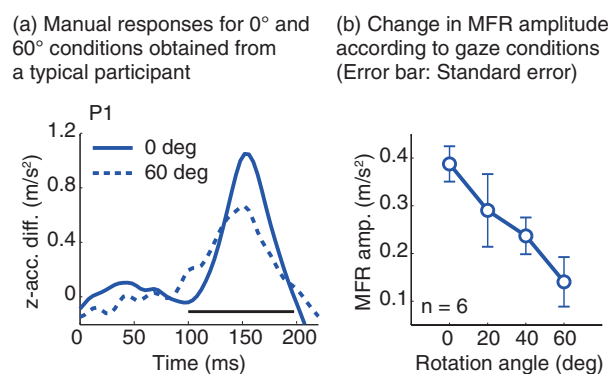 (a) Manual responses for 0° and
60° conditions obtained from
a typical participant
P1
0 deg
60 deg
z-acc. diff. (m/s²)
1.2
0.8
0.4
0
0 50 100 150 200
Time (ms)
(b) Change in MFR amplitude
according to gaze conditions
(Error bar: Standard error)
MFR amp. (m/s²)
0.4
0.3
0.2
0.1
n = 6
0 20 40 60
Rotation angle (deg)